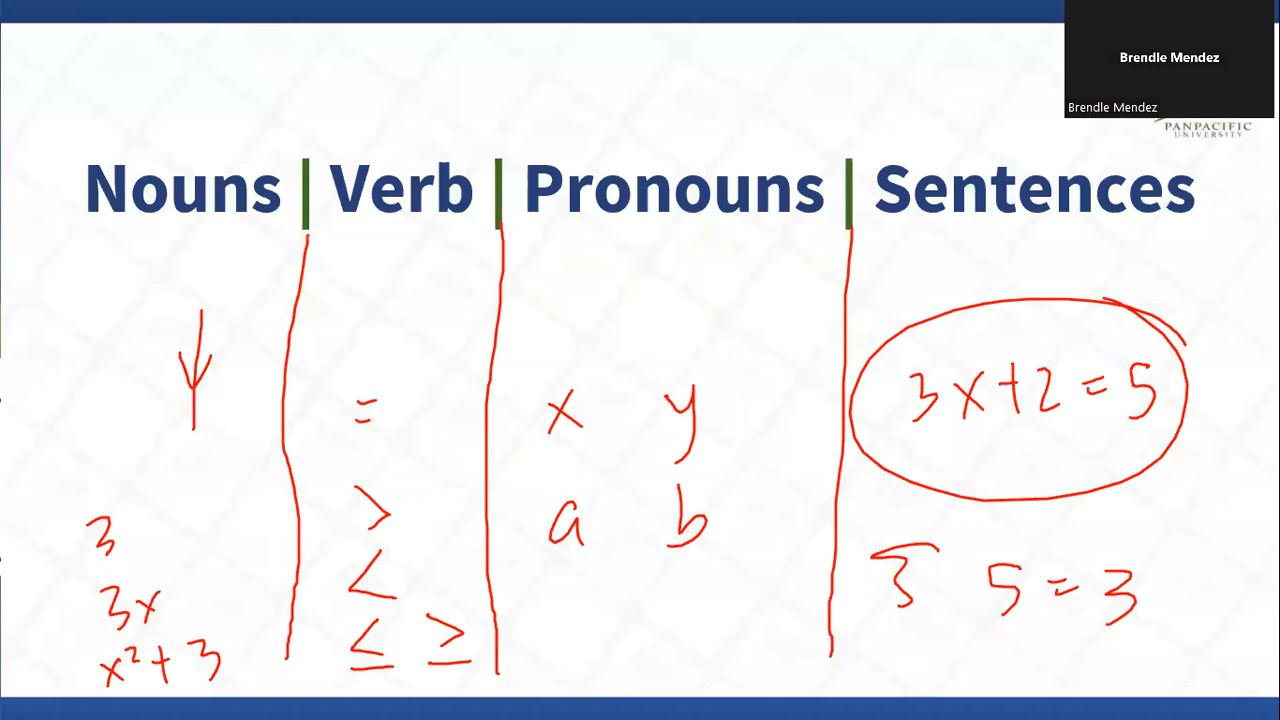 Brendle Mendez
Brendle Mendez
PANPACIFIC
UNIVERSITY
Nouns | Verb | Pronouns | Sentences
= x y 3x+2=5
> a b
3 < 3 5=3
3x
x²+3 ≤ ≥